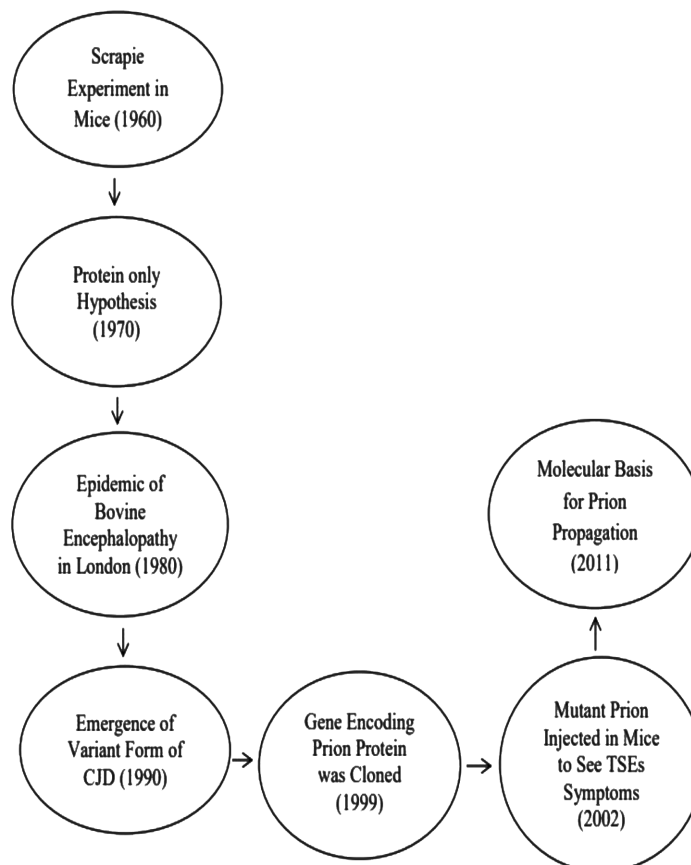 Scrapie
Experiment in
Mice (1960)
Protein only
Hypothesis
(1970)
Epidemic of
Bovine
Encephalopathy
in London (1980)
Emergence of
Variant Form of
CJD (1990)
Gene Encoding
Prion Protein
was Cloned
(1999)
Mutant Prion
Injected in Mice
to See TSEs
Symptoms
(2002)
Molecular Basis
for Prion
Propagation
(2011)